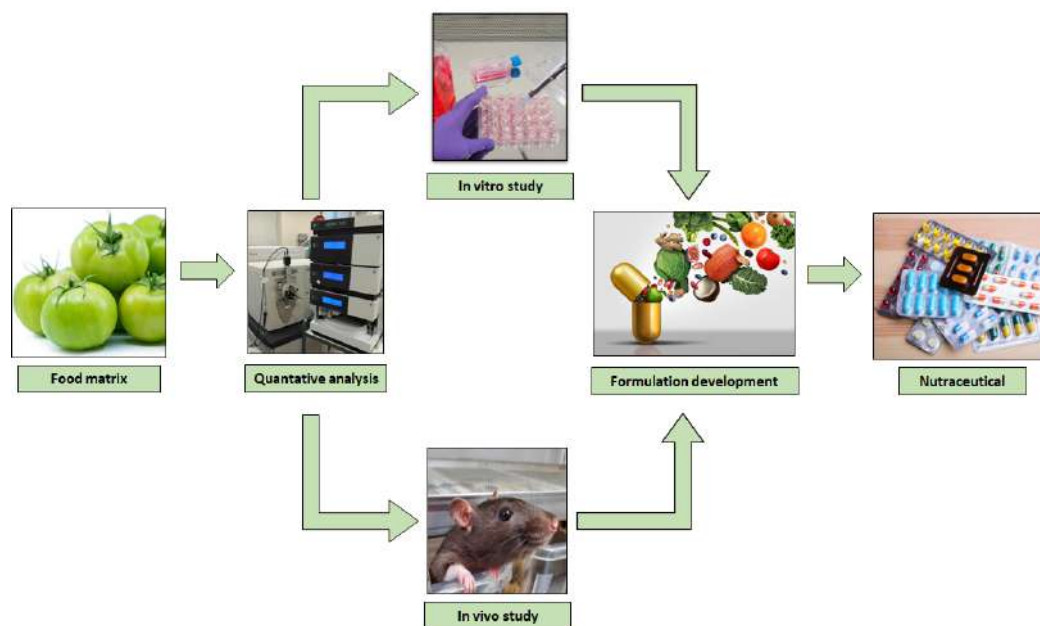 In vitro study
Food matrix
Quantative analysis
Formulation development
Nutraceutical
In vivo study